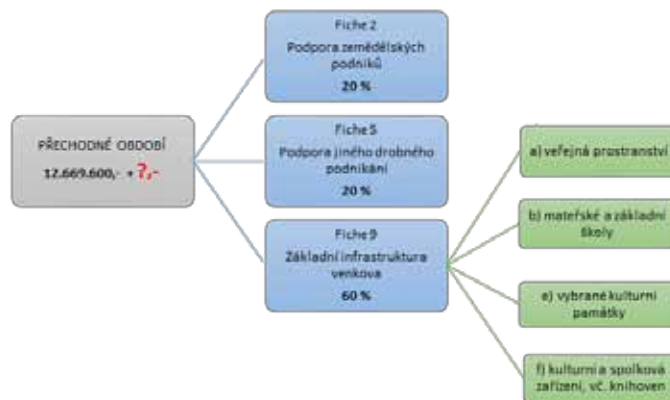 Fiche 2
Podpora zemědělských
podniků
20 %
PŘECHODNÉ OBDOBÍ
12.669.600,- + ?,-
Fiche 5
Podpora jiného drobného
podnikání
20 %
Fiche 9
Základní infrastruktura
venkova
60 %
a) veřejná prostranství
b) mateřské a základní
školy
e) vybrané kulturní
památky
f) kulturní a spolková
zařízení, vč. knihoven